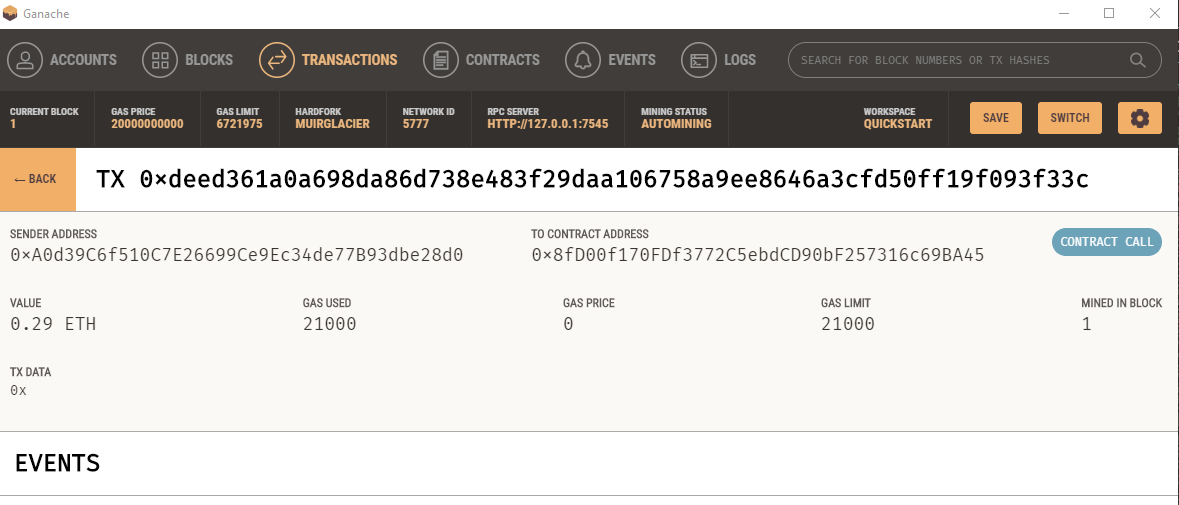 Ganache
ACCOUNTS BLOCKS TRANSACTIONS CONTRACTS EVENTS LOGS SEARCH FOR BLOCK NUMBERS OR TX HASHES
CURRENT BLOCK GAS PRICE GAS LIMIT HARDFORK NETWORK ID RPC SERVER MINING STATUS WORKSPACE
1 20000000000 6721975 MUIRGLACIER 5777 HTTP://127.0.0.1:7545 AUTOMINING QUICKSTART SAVE SWITCH
← BACK TX 0×deed361a0a698da86d738e483f29daa106758a9ee8646a3cfd50ff19f093f33c
SENDER ADDRESS TO CONTRACT ADDRESS
0×A0d39C6f510C7E26699Ce9Ec34de77B93dbe28d0 0×8fD00f170FDf3772C5ebdCD90bF257316c69BA45 CONTRACT CALL
VALUE GAS USED GAS PRICE GAS LIMIT MINED IN BLOCK
0.29 ETH 21000 0 21000 1
TX DATA
0x
EVENTS